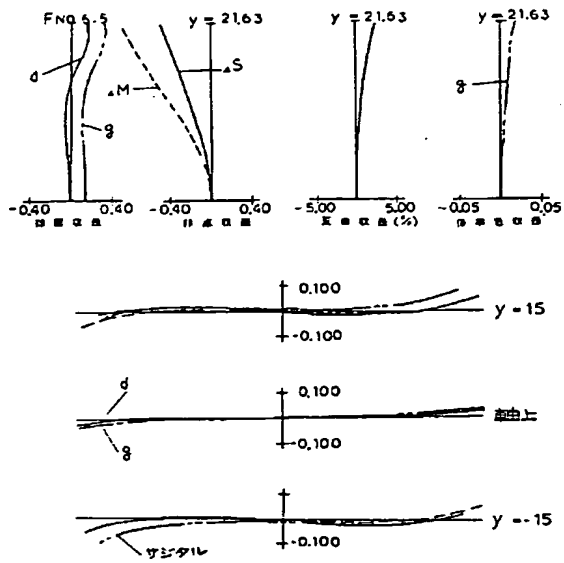 FNO 6.5
y = 21.63
y = 21.63
y = 21.63
d
ΔM
ΔS
g
g
-0.40 0.40
-0.40 0.40
-5.00 5.00
-0.05 0.05
(%)
0.100
-0.100
y = 15
d
g
0.100
-0.100
軸上
-0.100
y = -15
サジタル